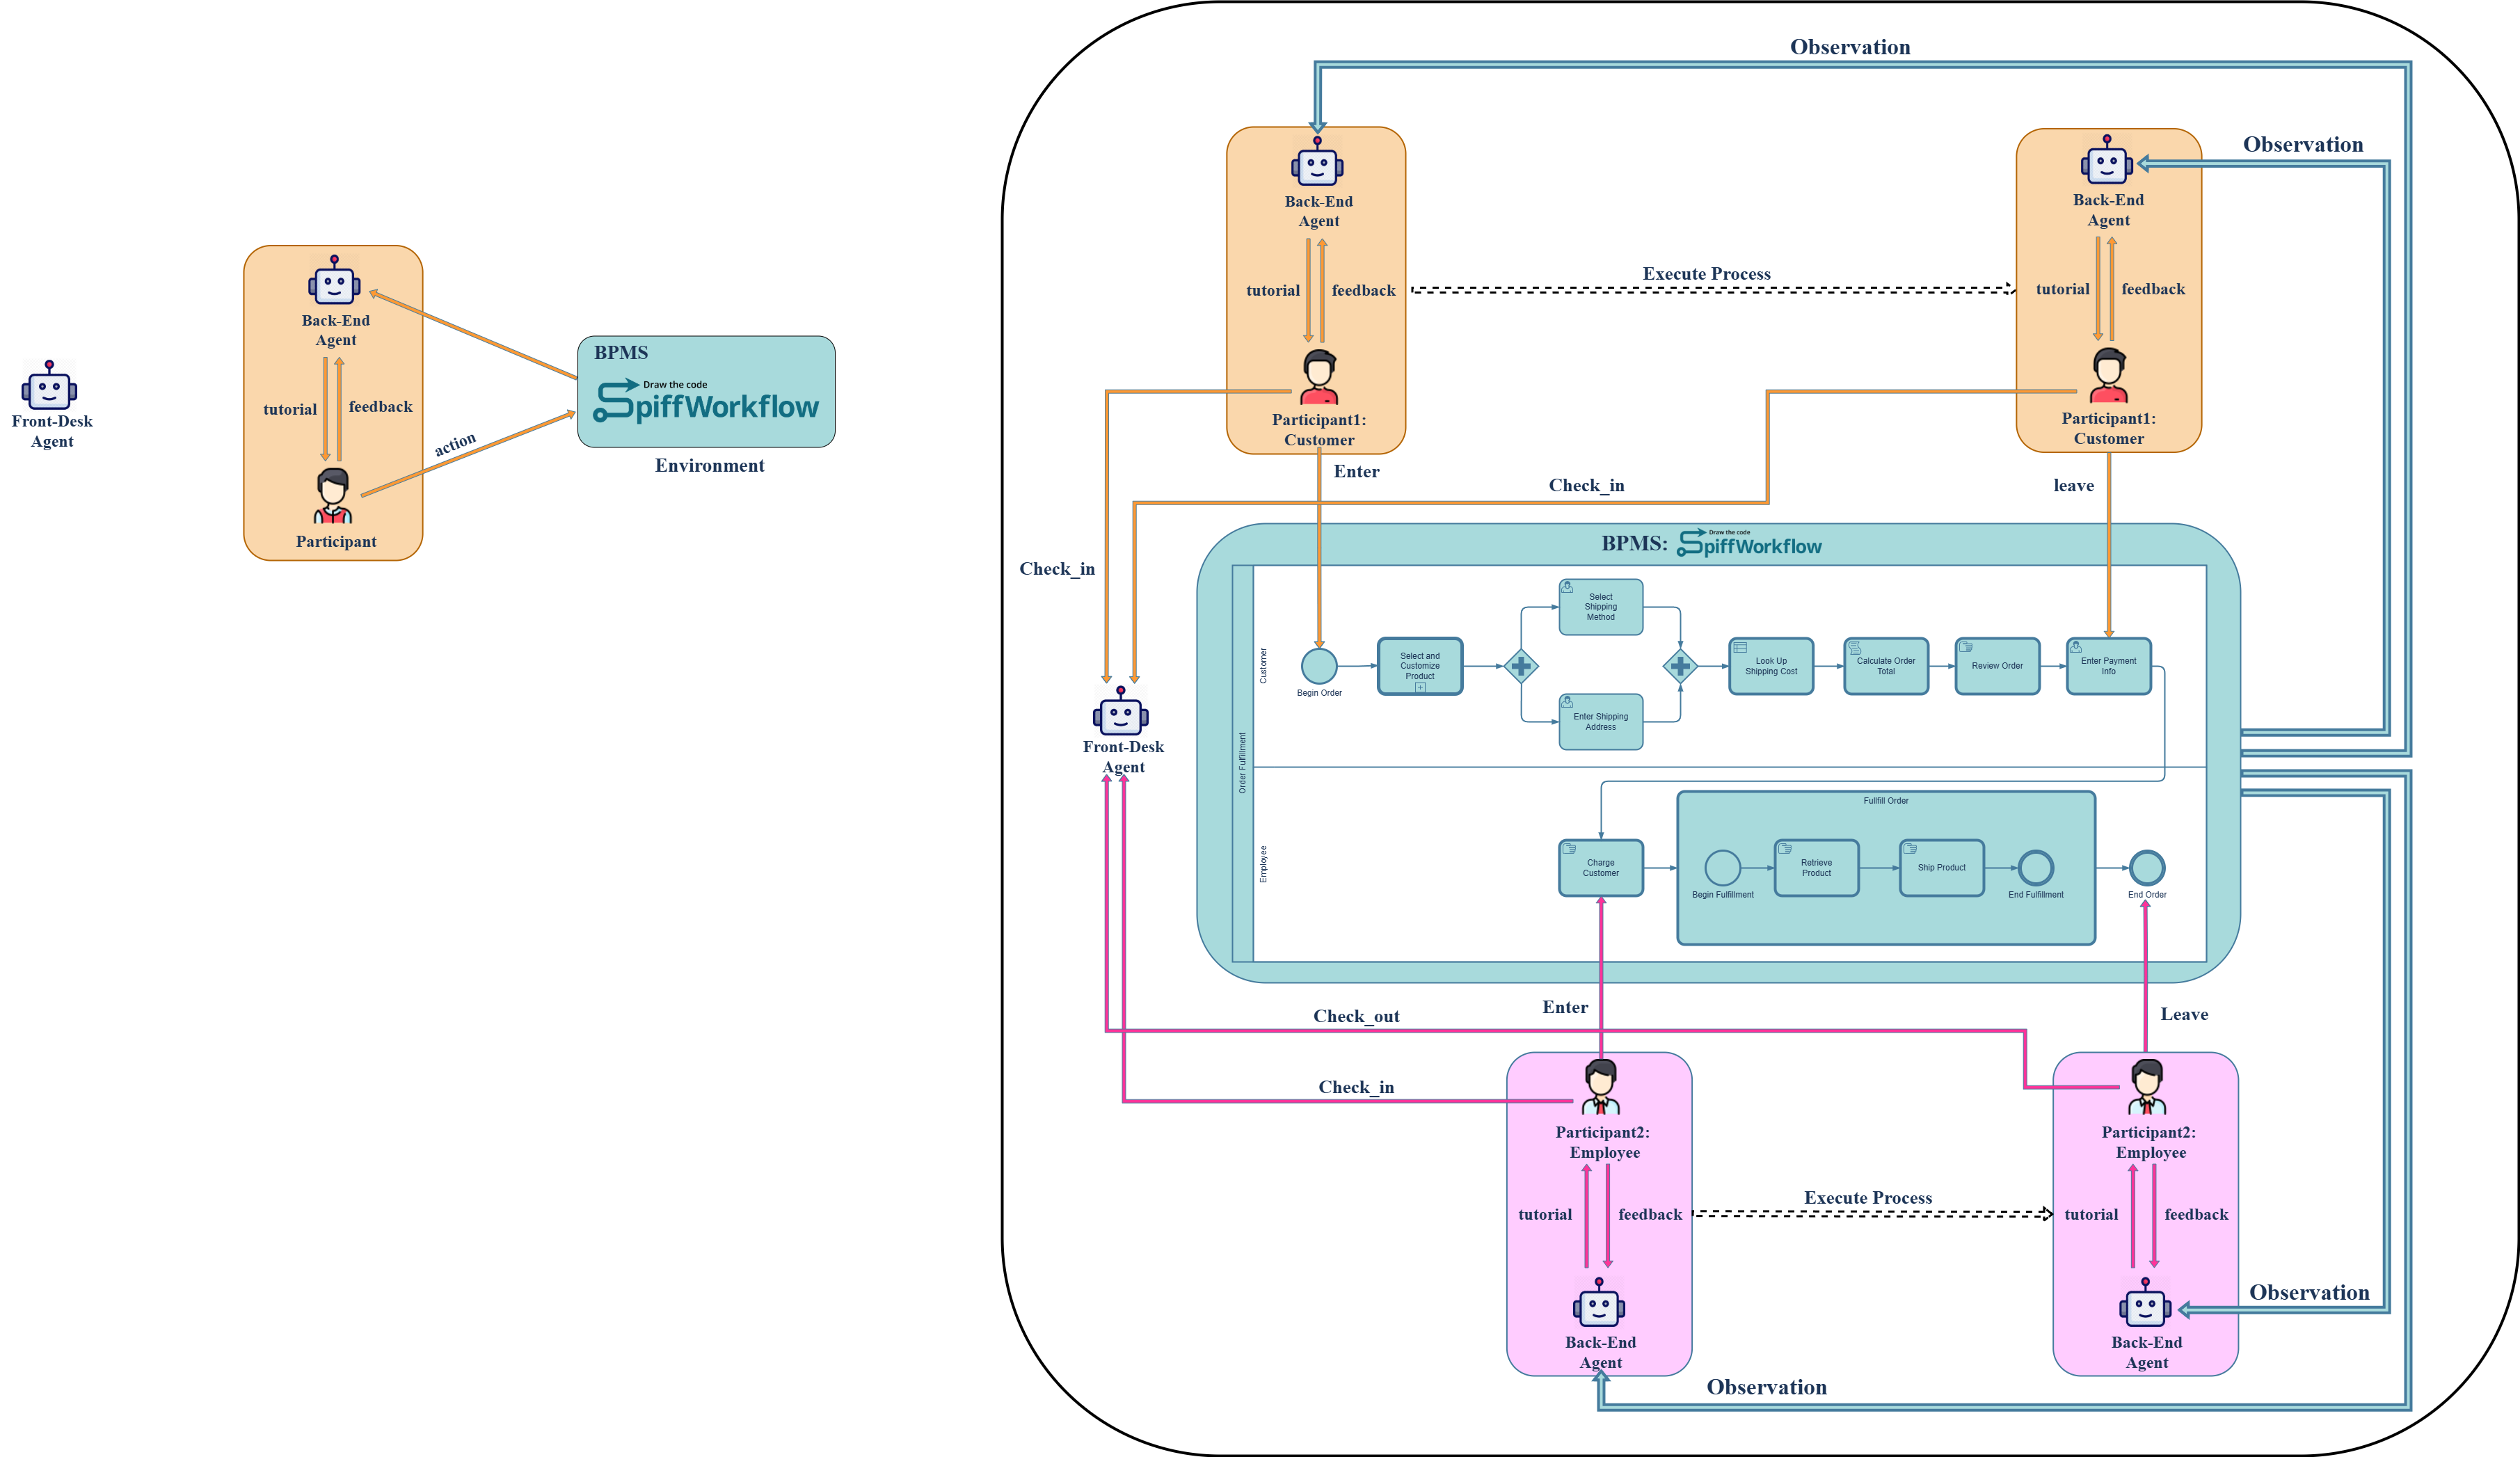 Front-Desk
Agent
Back-End
Agent
tutorial
feedback
action
Participant
BPMS
Draw the code
SpiffWorkflow
Environment
Observation
Observation
Back-End
Agent
tutorial
feedback
Participant1:
Customer
Execute Process
Back-End
Agent
tutorial
feedback
Participant1:
Customer
Enter
Check_in
leave
Check_in
Front-Desk
Agent
BPMS:
Draw the code
SpiffWorkflow
Order Fulfillment
Customer
Begin Order
Select and
Customize
Product
Select
Shipping
Method
Enter Shipping
Address
Look Up
Shipping Cost
Calculate Order
Total
Review Order
Enter Payment
Info
Employee
Charge
Customer
Fullfill Order
Begin Fulfillment
Retrieve
Product
Ship Product
End Fulfillment
End Order
Enter
Leave
Check_out
Check_in
Participant2:
Employee
tutorial
feedback
Back-End
Agent
Execute Process
Participant2:
Employee
tutorial
feedback
Back-End
Agent
Observation
Observation